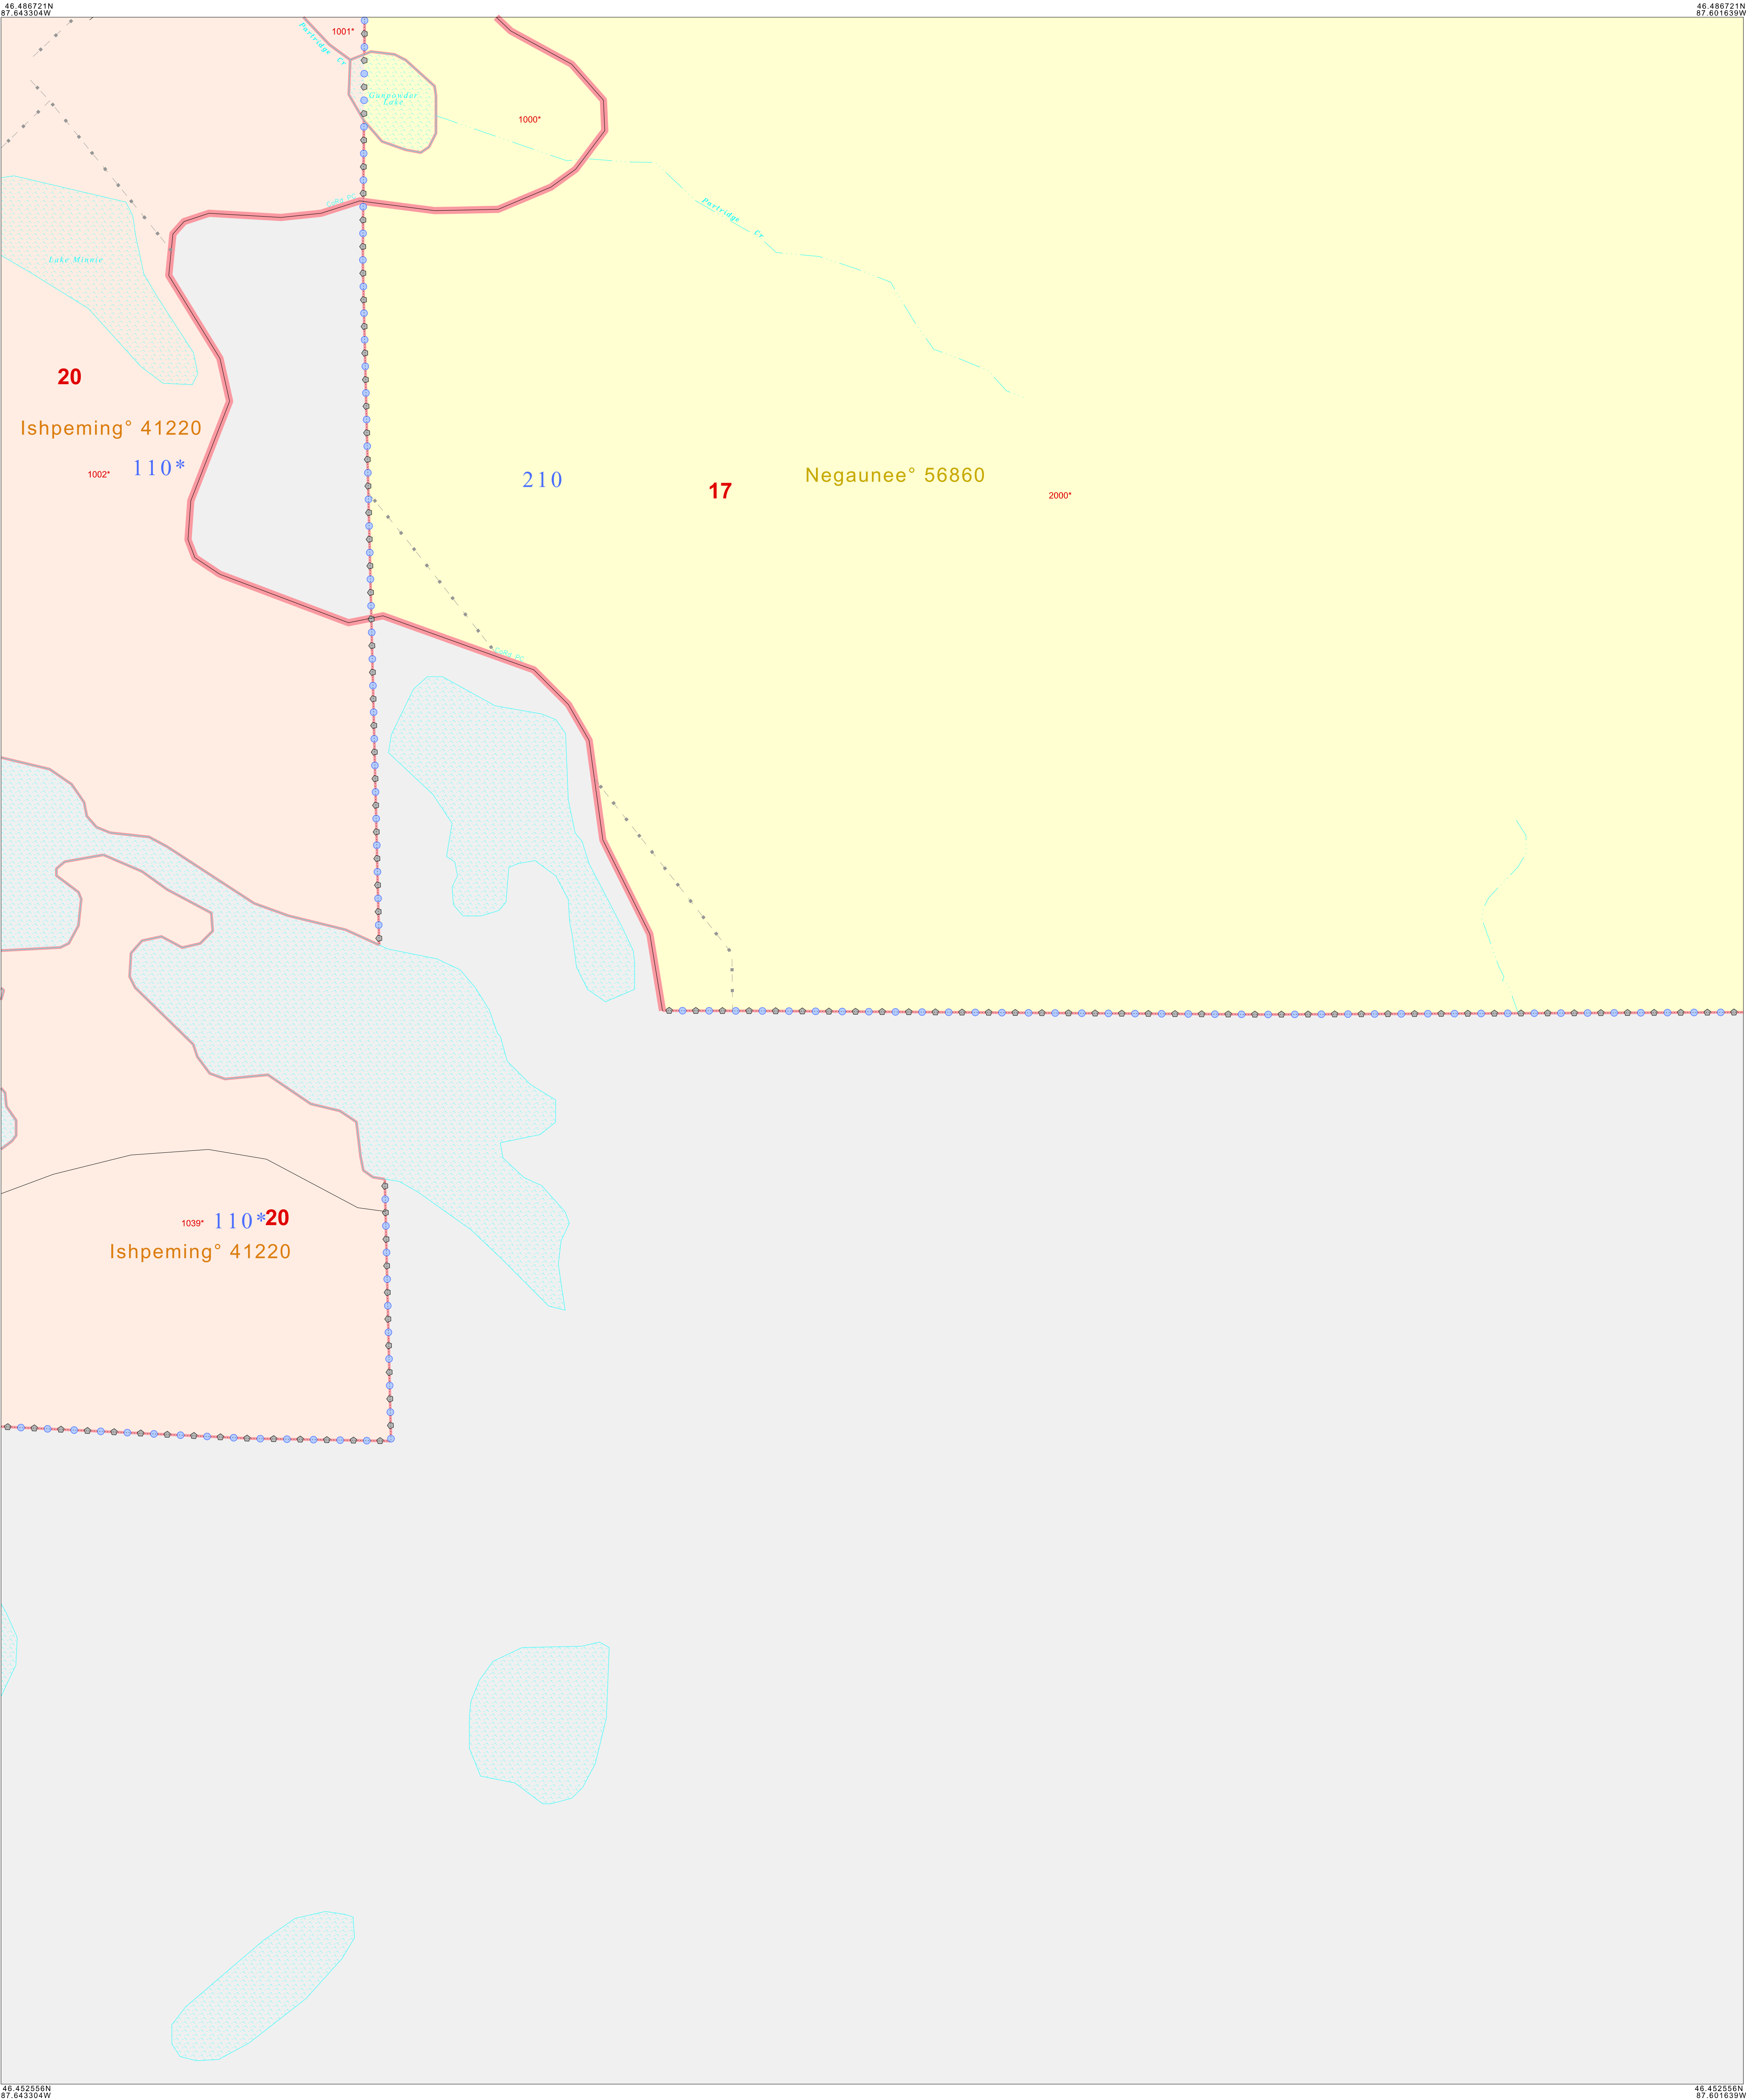 46.486721N
87.643304W
46.486721N
87.601639W
1001*
Partridge Cr
Gunpowder
Lake
1000*
Partridge Cr
Lake Minnie
20
Ishpeming° 41220
1002*
110*
210
17
Negaunee° 56860
2000*
1039*
110*
20
Ishpeming° 41220
46.452556N
87.643304W
46.452556N
87.601639W